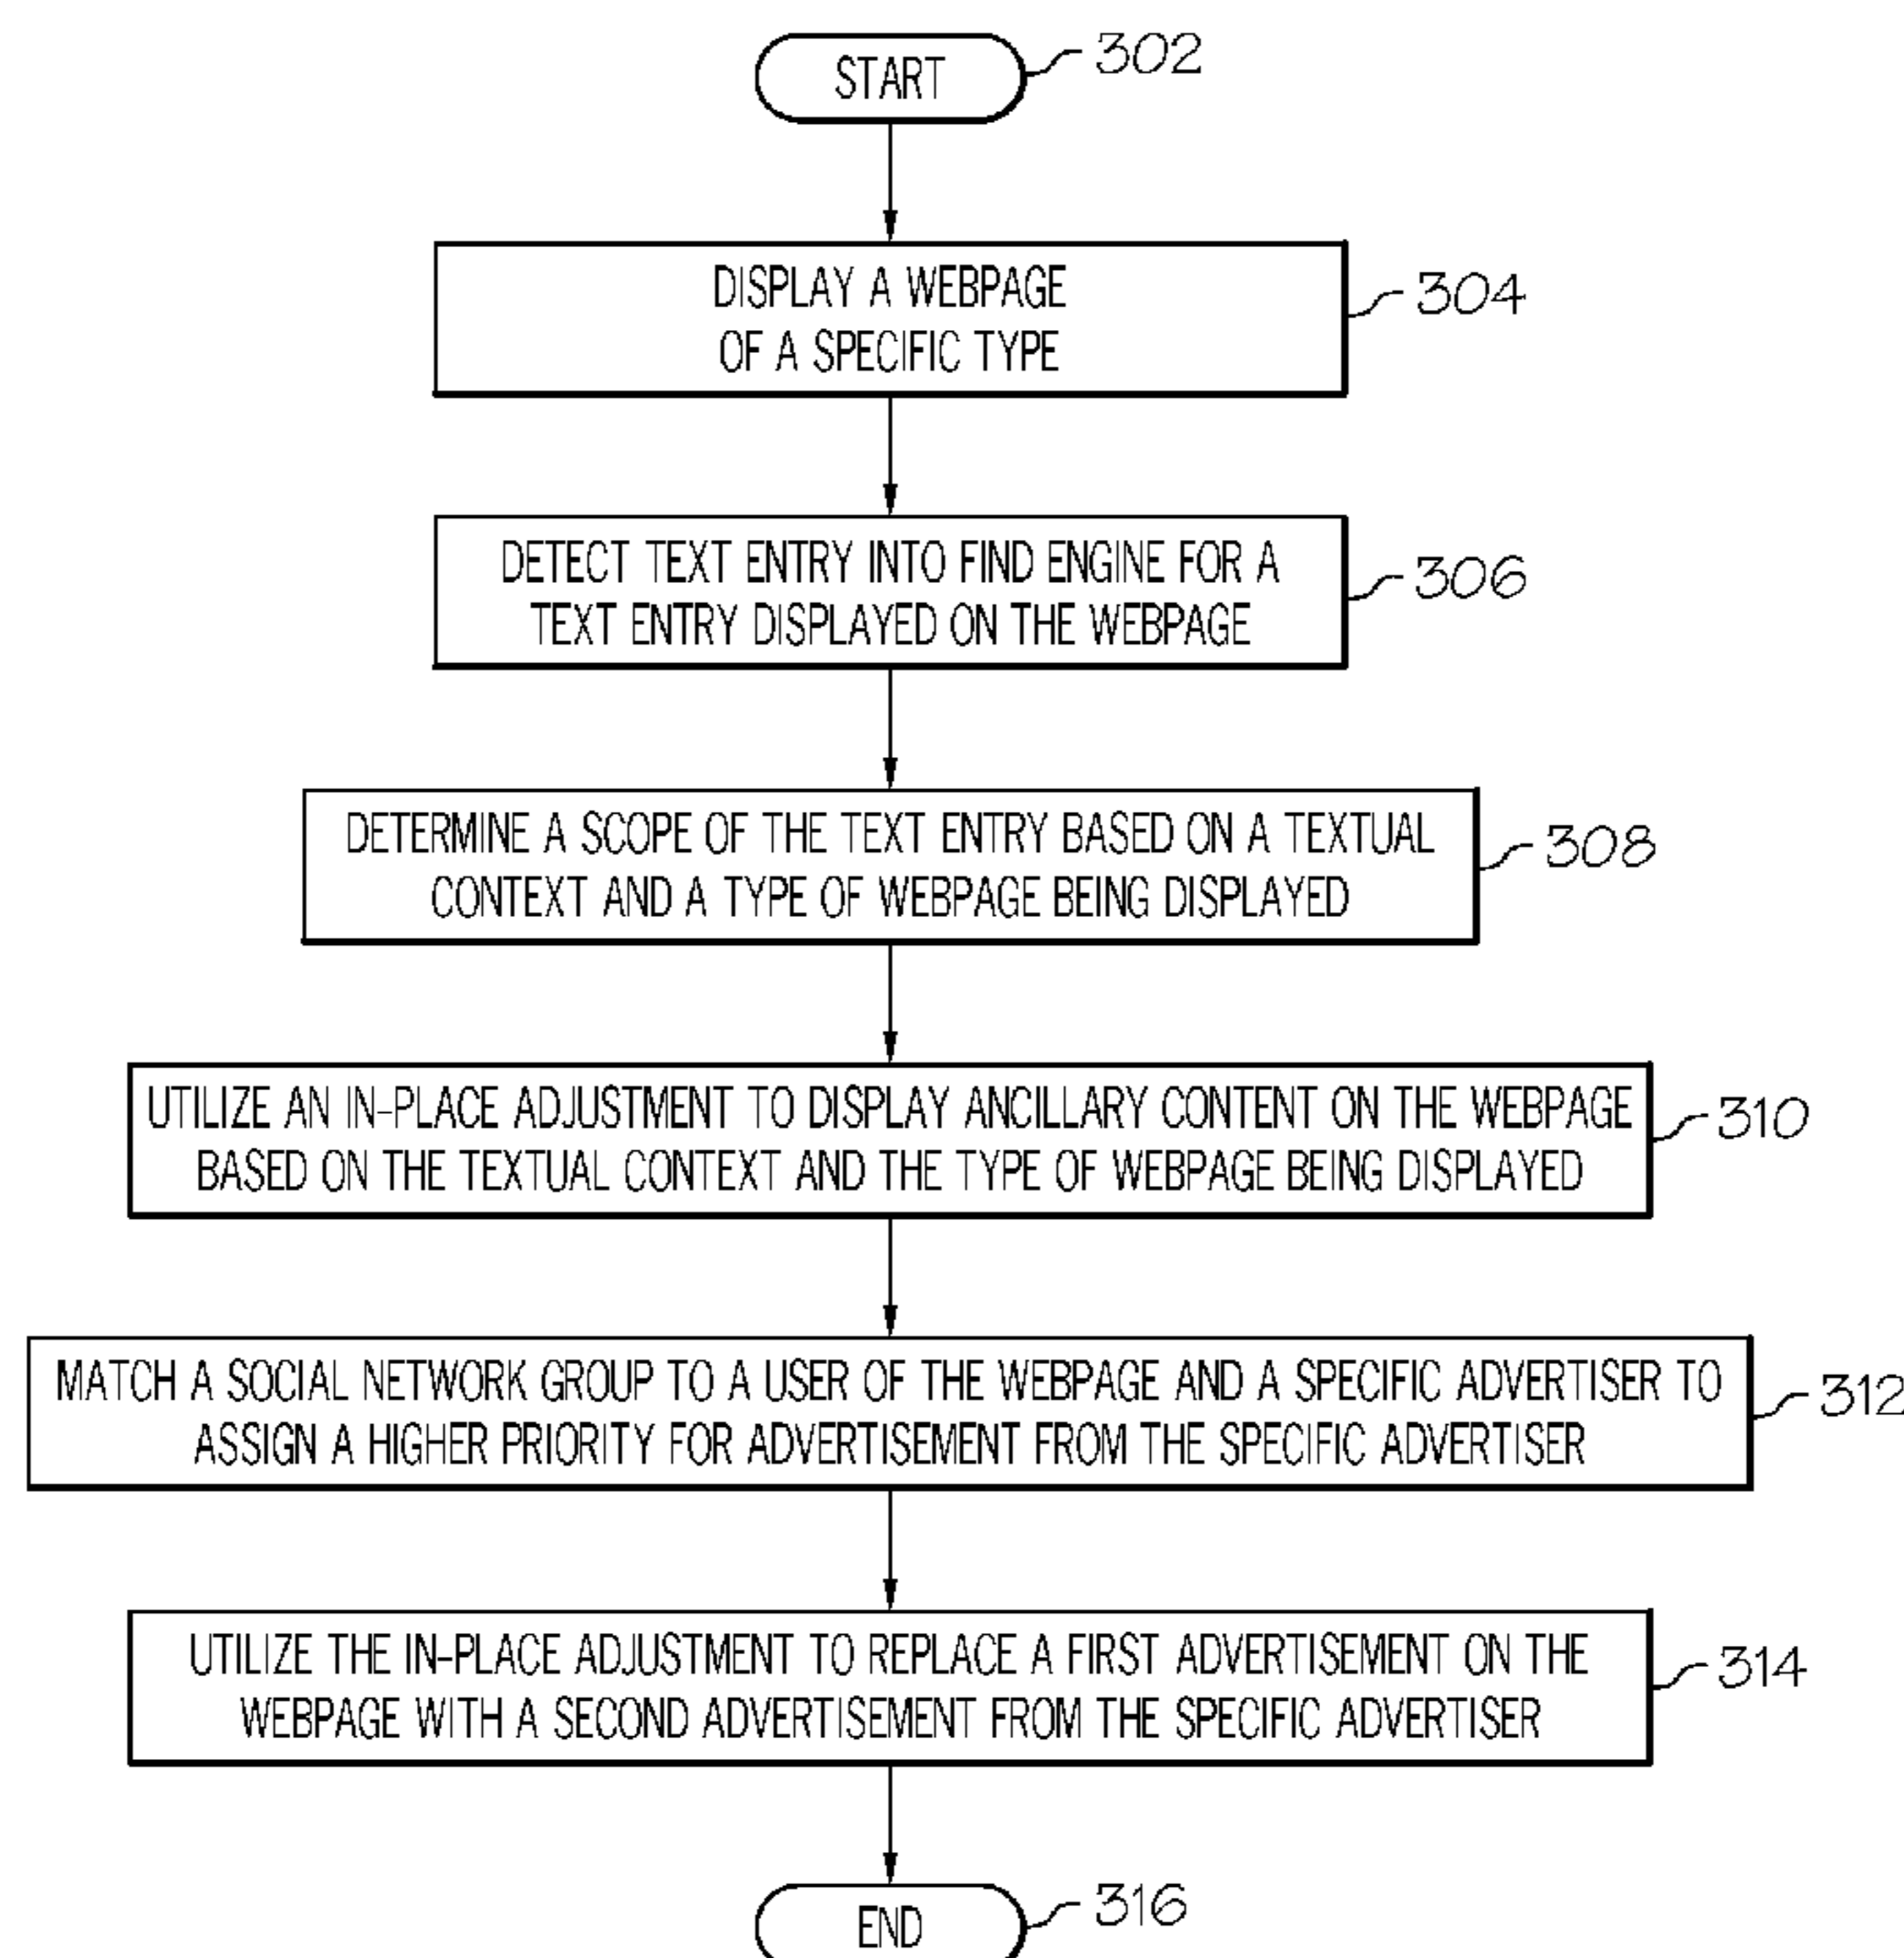 START
302
DISPLAY A WEBPAGE
OF A SPECIFIC TYPE
304
DETECT TEXT ENTRY INTO FIND ENGINE FOR A
TEXT ENTRY DISPLAYED ON THE WEBPAGE
306
DETERMINE A SCOPE OF THE TEXT ENTRY BASED ON A TEXTUAL
CONTEXT AND A TYPE OF WEBPAGE BEING DISPLAYED
308
UTILIZE AN IN-PLACE ADJUSTMENT TO DISPLAY ANCILLARY CONTENT ON THE WEBPAGE
BASED ON THE TEXTUAL CONTEXT AND THE TYPE OF WEBPAGE BEING DISPLAYED
310
MATCH A SOCIAL NETWORK GROUP TO A USER OF THE WEBPAGE AND A SPECIFIC ADVERTISER TO
ASSIGN A HIGHER PRIORITY FOR ADVERTISEMENT FROM THE SPECIFIC ADVERTISER
312
UTILIZE THE IN-PLACE ADJUSTMENT TO REPLACE A FIRST ADVERTISEMENT ON THE
WEBPAGE WITH A SECOND ADVERTISEMENT FROM THE SPECIFIC ADVERTISER
314
END
316